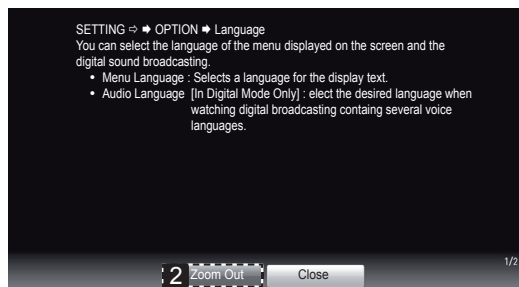 SETTING ⇨ ➡ OPTION ➡ Language
You can select the language of the menu displayed on the screen and the
digital sound broadcasting.
• Menu Language : Selects a language for the display text.
• Audio Language [In Digital Mode Only] : elect the desired language when
watching digital broadcasting containg several voice
languages.
1/2
2 Zoom Out Close